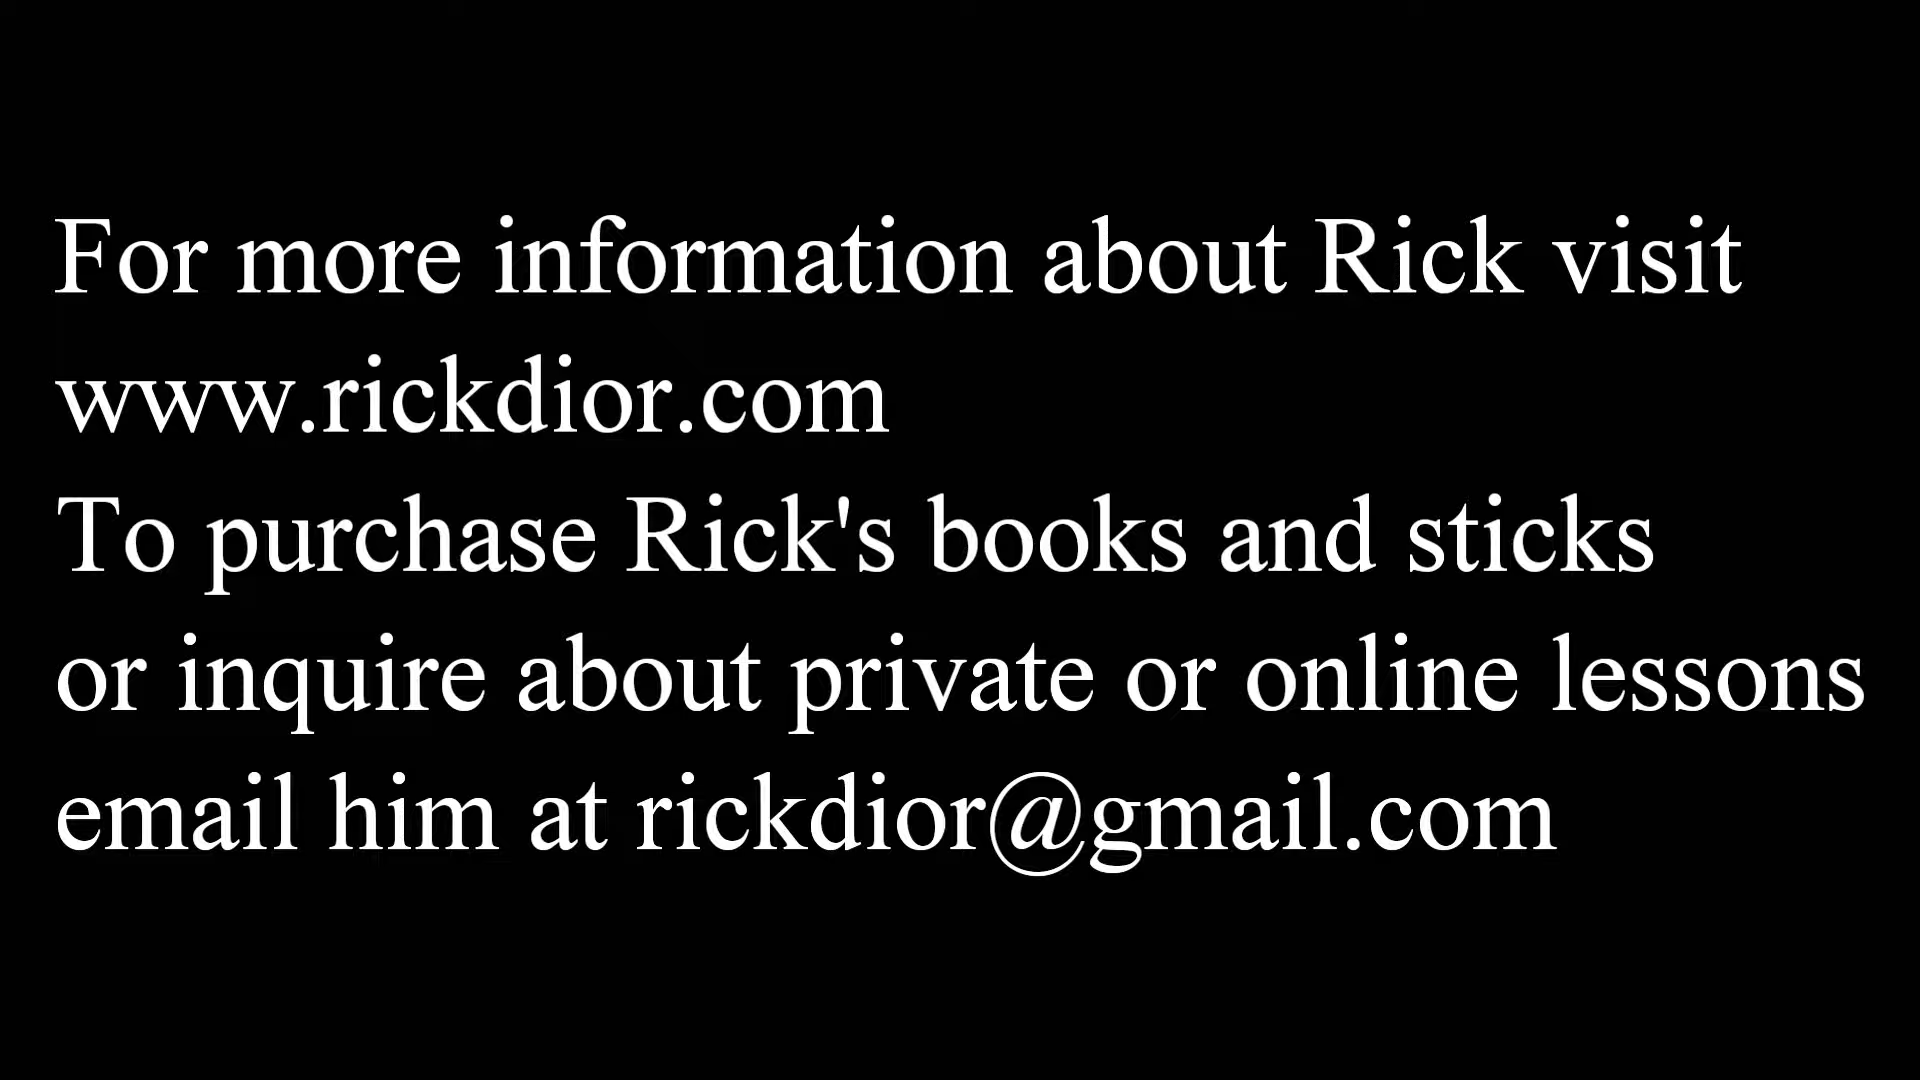 For more information about Rick visit
www.rickdior.com
To purchase Rick's books and sticks
or inquire about private or online lessons
email him at rickdior@gmail.com